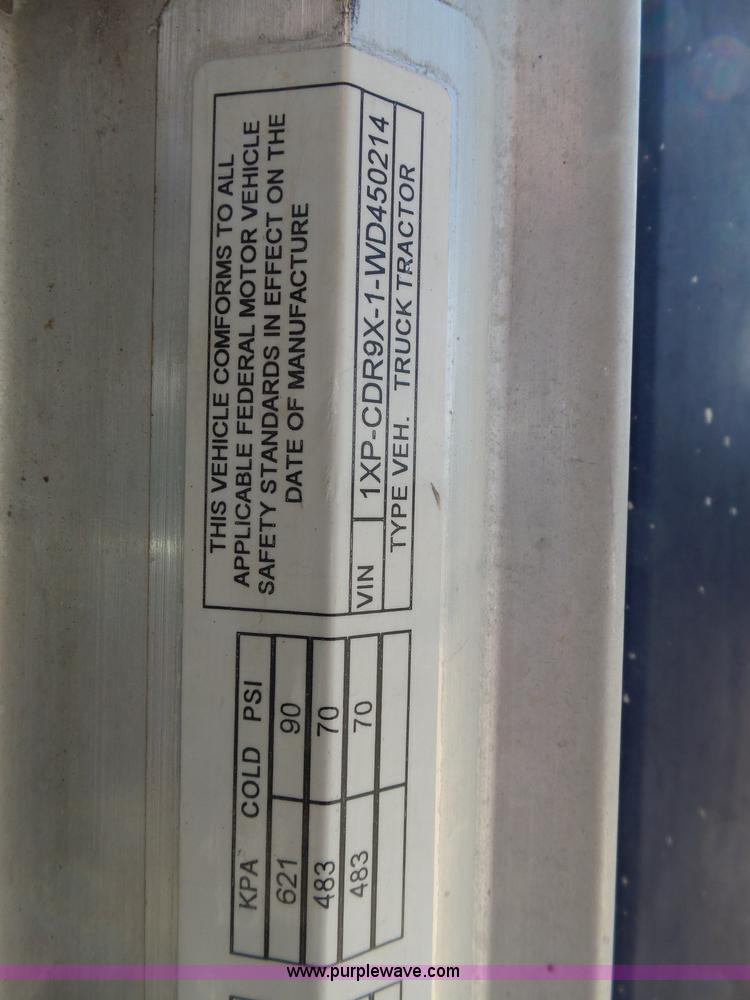 THIS VEHICLE COMFORMS TO ALL
APPLICABLE FEDERAL MOTOR VEHICLE
SAFETY STANDARDS IN EFFECT ON THE
DATE OF MANUFACTURE
VIN 1XP-CDR9X-1-WD450214
TYPE VEH. TRUCK TRACTOR
KPA COLD PSI
621 90
483 70
483 70
www.purplewave.com